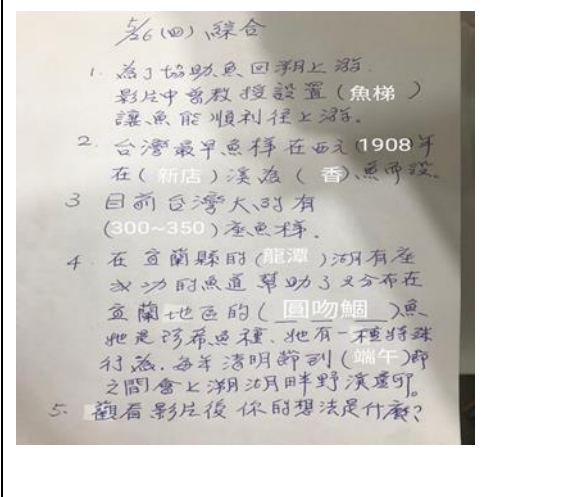 5/26(四)綜合
1. 為了協助魚回溯上游.
影片中曾教授設置(魚梯)
讓魚能順利往上游.
2. 台灣最早魚梯在西元1908年
在(新店)溪為(香)魚而設.
3 目前台灣大約有
(300~350)座魚梯.
4. 在宜蘭縣的(龍潭)湖有座
成功的魚道幫助了只分布在
宜蘭地區的(圓吻鯝)魚
她是珍希魚種.她有一種特殊
行為.每年清明節到(端午)節
之間會上溯湖畔野溪產卵。
5. 觀看影片後你的想法是什麼?